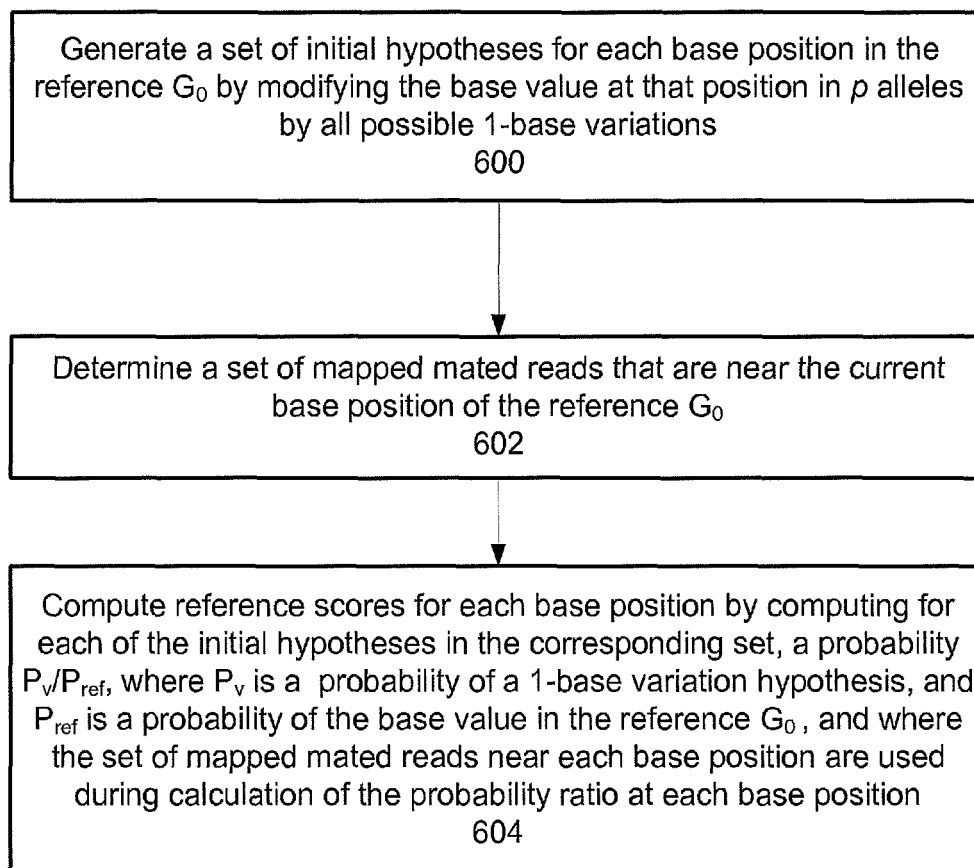 Generate a set of initial hypotheses for each base position in the
reference G₀ by modifying the base value at that position in p alleles
by all possible 1-base variations
600
Determine a set of mapped mated reads that are near the current
base position of the reference G₀
602
Compute reference scores for each base position by computing for
each of the initial hypotheses in the corresponding set, a probability
Pᵥ/P_ref, where Pᵥ is a probability of a 1-base variation hypothesis, and
P_ref is a probability of the base value in the reference G₀ , and where
the set of mapped mated reads near each base position are used
during calculation of the probability ratio at each base position
604